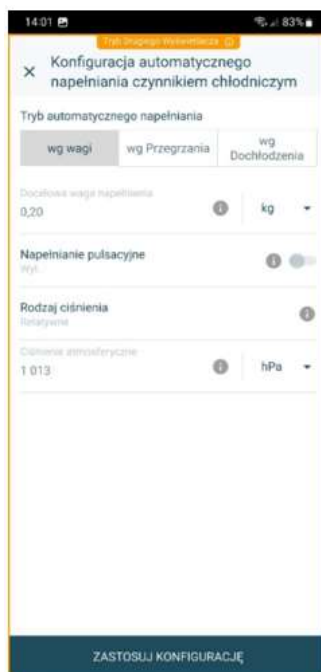 14:01 83%
Tryb Drugiego Wyświetlacza
Konfiguracja automatycznego
napełniania czynnikiem chłodniczym
Tryb automatycznego napełniania
wg wagi wg Przegrzania wg
Dochłodzenia
Docelowa waga napełnienia
0,20 kg
Napełnianie pulsacyjne
Wył.
Rodzaj ciśnienia
Relatywne
Ciśnienie atmosferyczne
1 013 hPa
ZASTOSUJ KONFIGURACJĘ